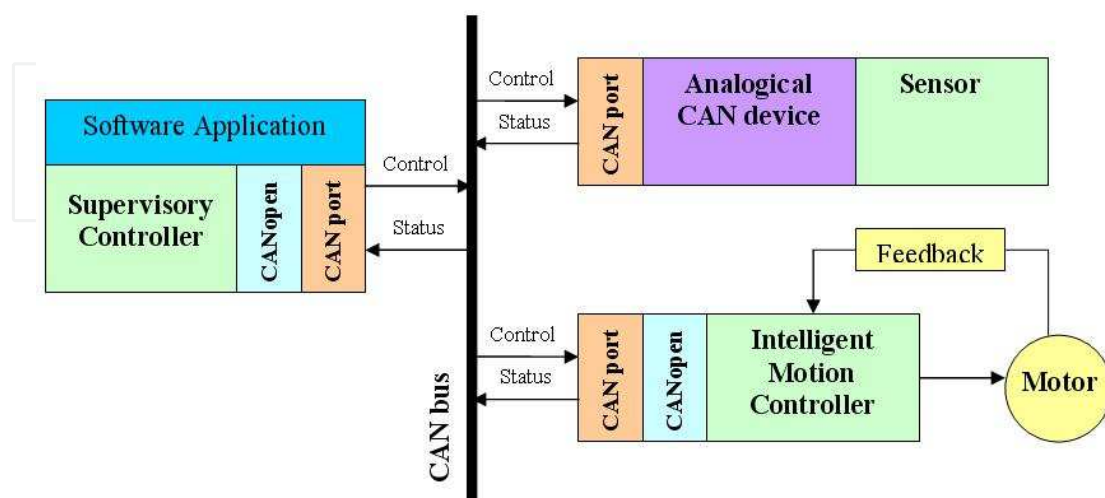 Software Application
Supervisory
Controller
CANopen
CAN port
Control
Status
CAN bus
Control
Status
CAN port
Analogical
CAN device
Sensor
Control
Status
CAN port
CANopen
Intelligent
Motion
Controller
Feedback
Motor